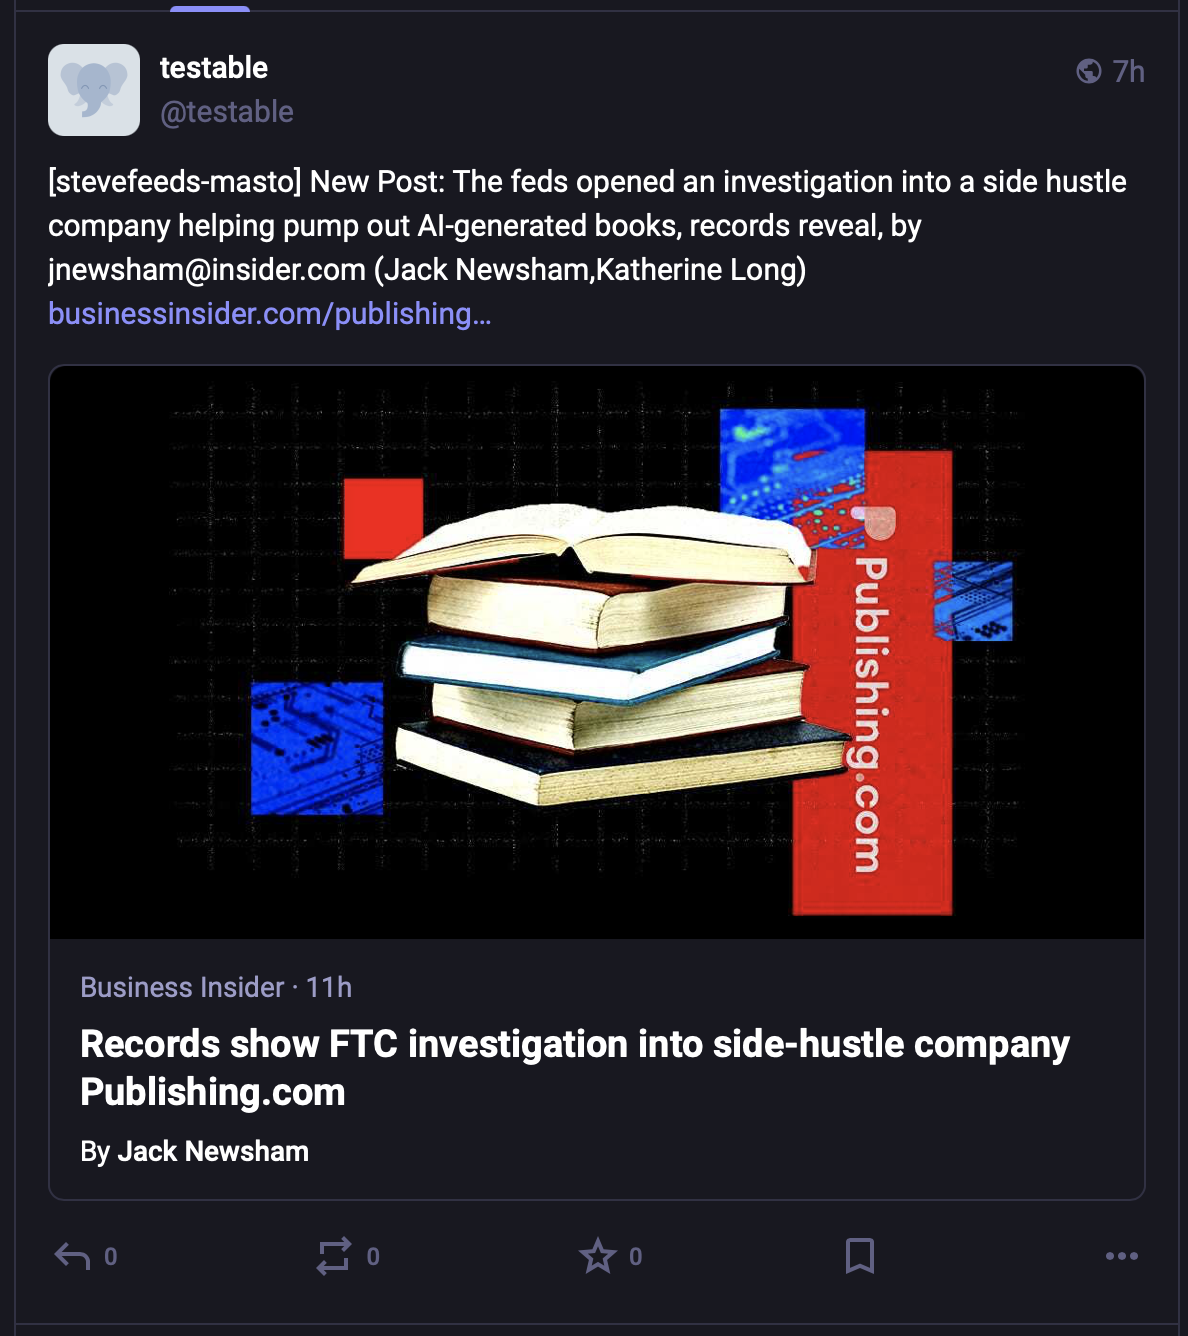 testable
7h
@testable
[stevefeeds-masto] New Post: The feds opened an investigation into a side hustle
company helping pump out AI-generated books, records reveal, by
jnewsham@insider.com (Jack Newsham,Katherine Long)
businessinsider.com/publishing…
Publishing.com
Business Insider · 11h
Records show FTC investigation into side-hustle company
Publishing.com
By Jack Newsham
0
0
0